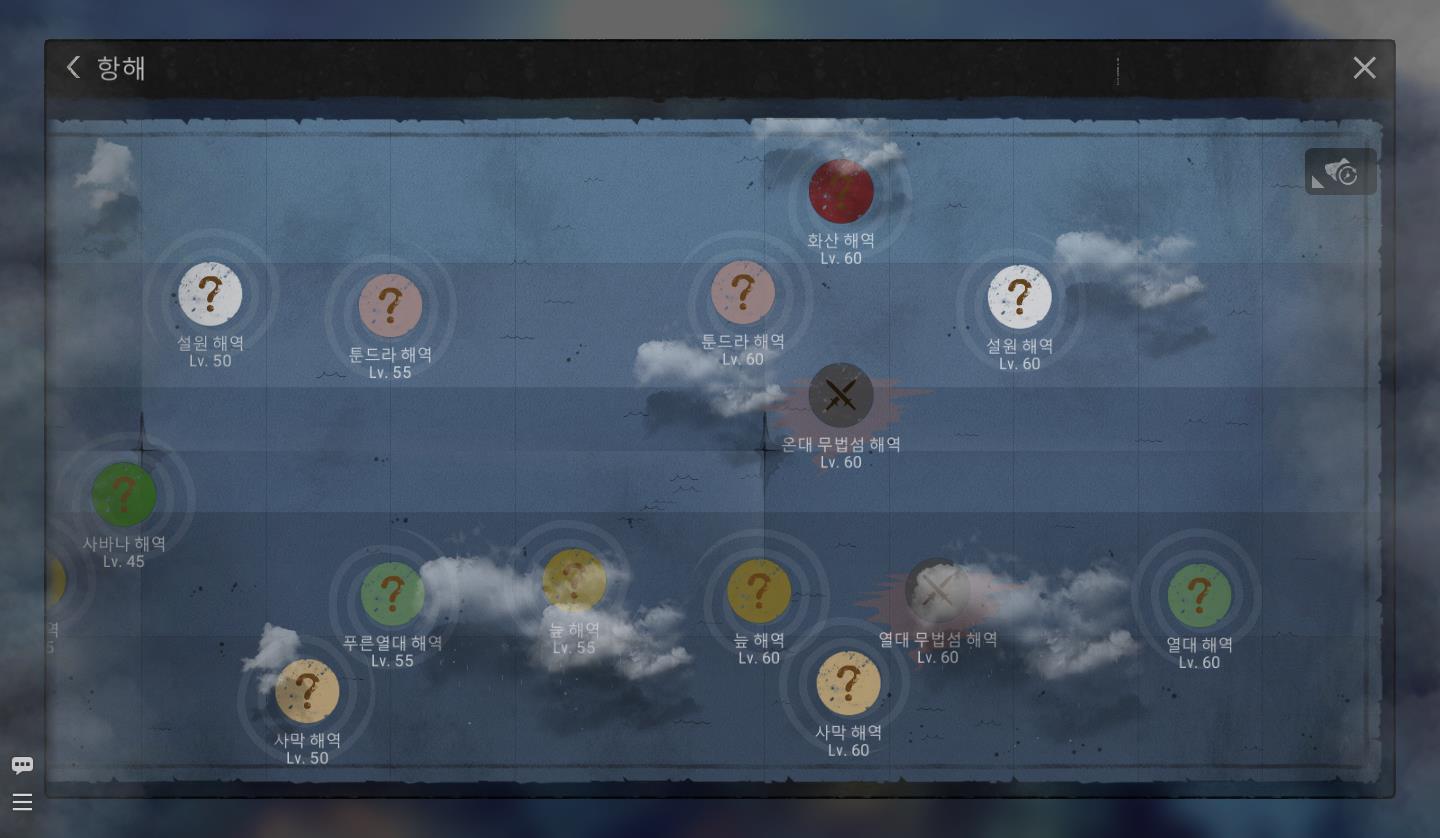 항해
화산 해역
Lv. 60
설원 해역
Lv. 50
툰드라 해역
Lv. 55
툰드라 해역
Lv. 60
설원 해역
Lv. 60
온대 무법섬 해역
Lv. 60
사바나 해역
Lv. 45
역
5
푸른열대 해역
Lv. 55
늪 해역
Lv. 55
늪 해역
Lv. 60
열대 무법섬 해역
Lv. 60
열대 해역
Lv. 60
사막 해역
Lv. 50
사막 해역
Lv. 60